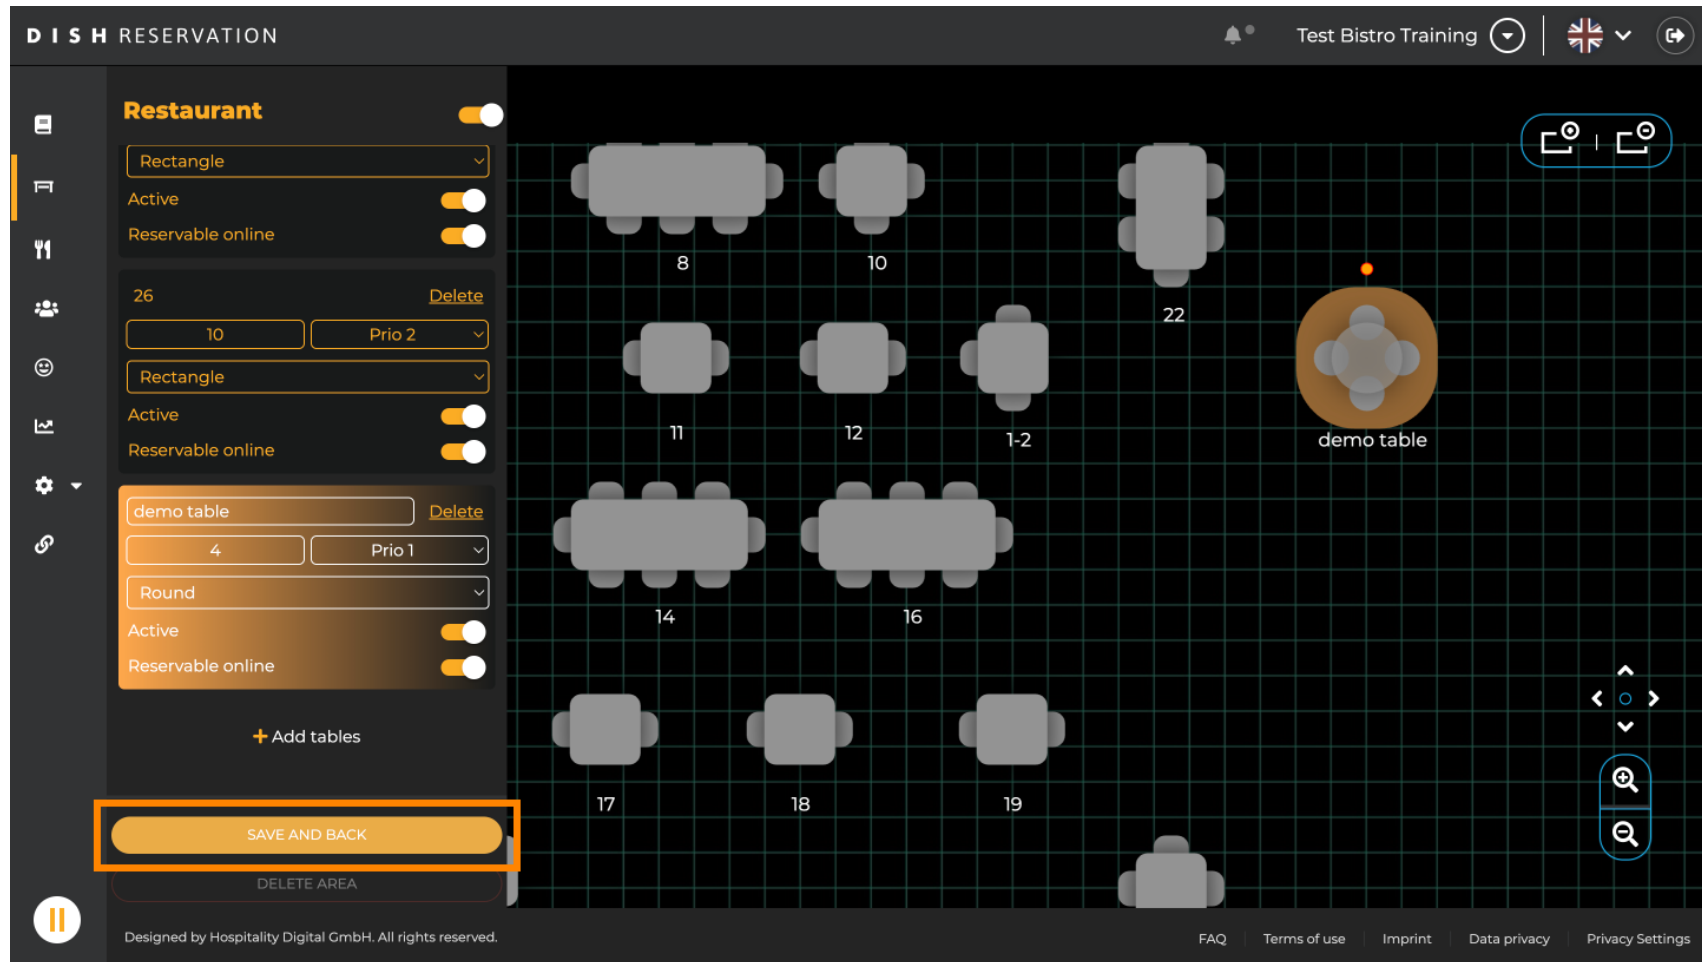 DISH RESERVATION
Test Bistro Training
Restaurant
Rectangle
Active
Reservable online
26 Delete
10 Prio 2
Rectangle
Active
Reservable online
demo table Delete
4 Prio 1
Round
Active
Reservable online
+ Add tables
SAVE AND BACK
DELETE AREA
8
10
22
11
12
1-2
demo table
14
16
17
18
19
Designed by Hospitality Digital GmbH. All rights reserved.
FAQ Terms of use Imprint Data privacy Privacy Settings